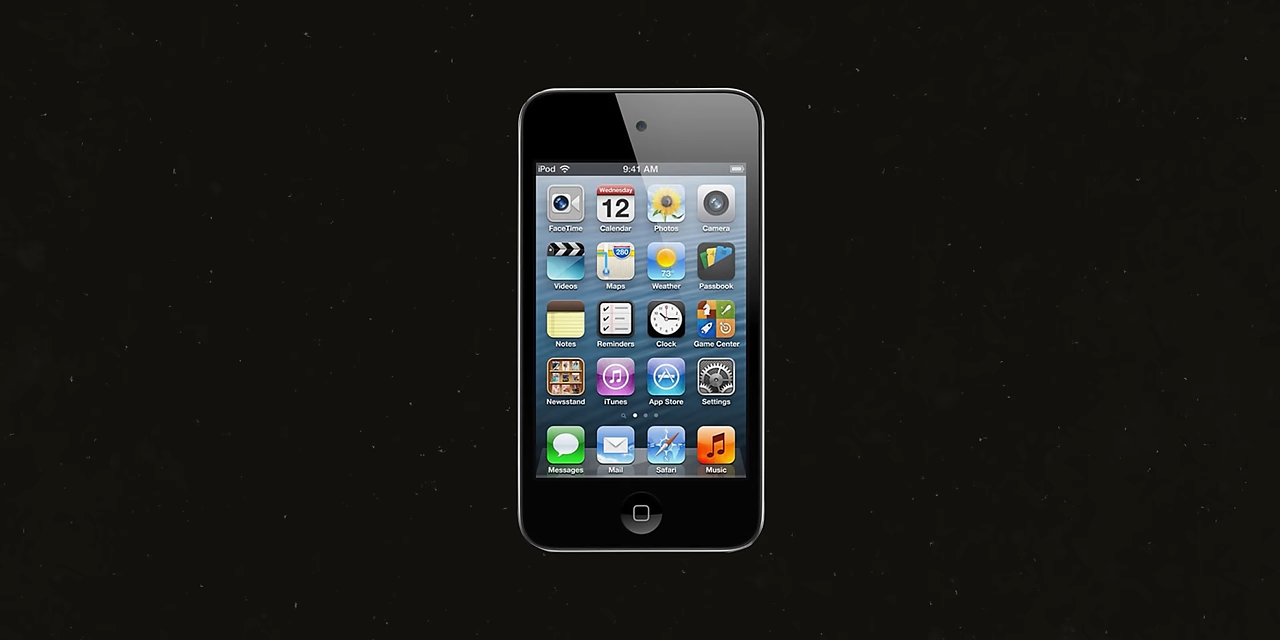 iPod 9:41 AM
Wednesday
12
FaceTime Calendar Photos Camera
280
73°
Videos Maps Weather Passbook
Notes Reminders Clock Game Center
Newsstand iTunes App Store Settings
Messages Mail Safari Music